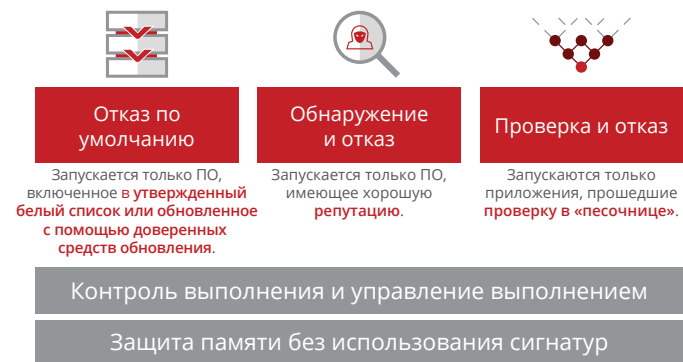 Отказ по
умолчанию
Запускается только ПО,
включенное в утвержденный
белый список или обновленное
с помощью доверенных
средств обновления.
Обнаружение
и отказ
Запускается только ПО,
имеющее хорошую
репутацию.
Проверка и отказ
Запускаются только
приложения, прошедшие
проверку в «песочнице».
Контроль выполнения и управление выполнением
Защита памяти без использования сигнатур